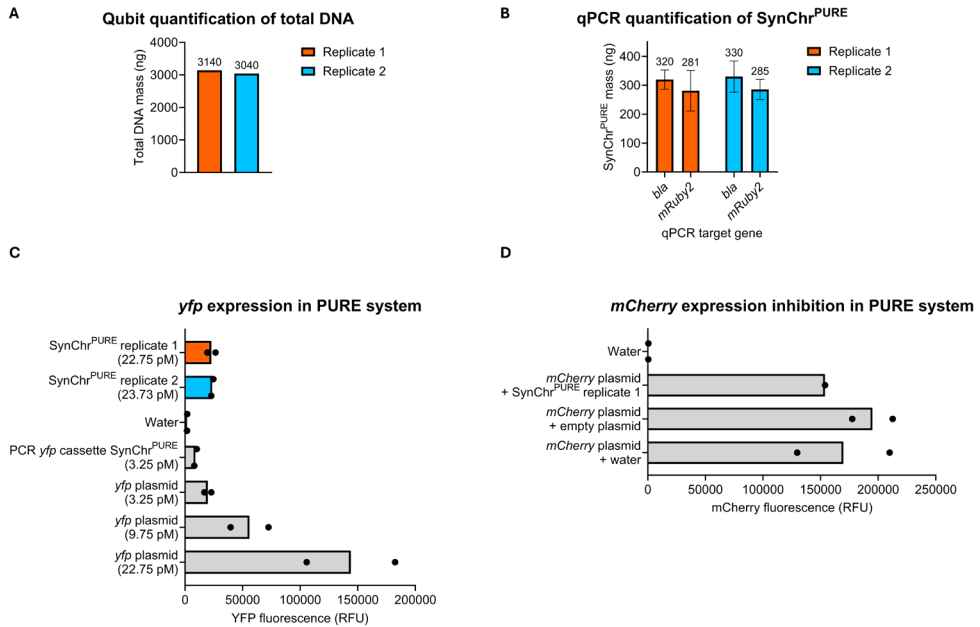 A
Qubit quantification of total DNA
Total DNA mass (ng)
4000
3000
2000
1000
0
3140
3040
Replicate 1
Replicate 2
B
qPCR quantification of SynChrPURE
SynChrPURE mass (ng)
400
300
200
100
0
320
281
330
285
bla
mRuby2
bla
mRuby2
qPCR target gene
Replicate 1
Replicate 2
C
yfp expression in PURE system
SynChrPURE replicate 1
(22.75 pM)
SynChrPURE replicate 2
(23.73 pM)
Water
PCR yfp cassette SynChrPURE
(3.25 pM)
yfp plasmid
(3.25 pM)
yfp plasmid
(9.75 pM)
yfp plasmid
(22.75 pM)
0
50000
100000
150000
200000
YFP fluorescence (RFU)
D
mCherry expression inhibition in PURE system
Water
mCherry plasmid
+ SynChrPURE replicate 1
mCherry plasmid
+ empty plasmid
mCherry plasmid
+ water
0
50000
100000
150000
200000
250000
mCherry fluorescence (RFU)